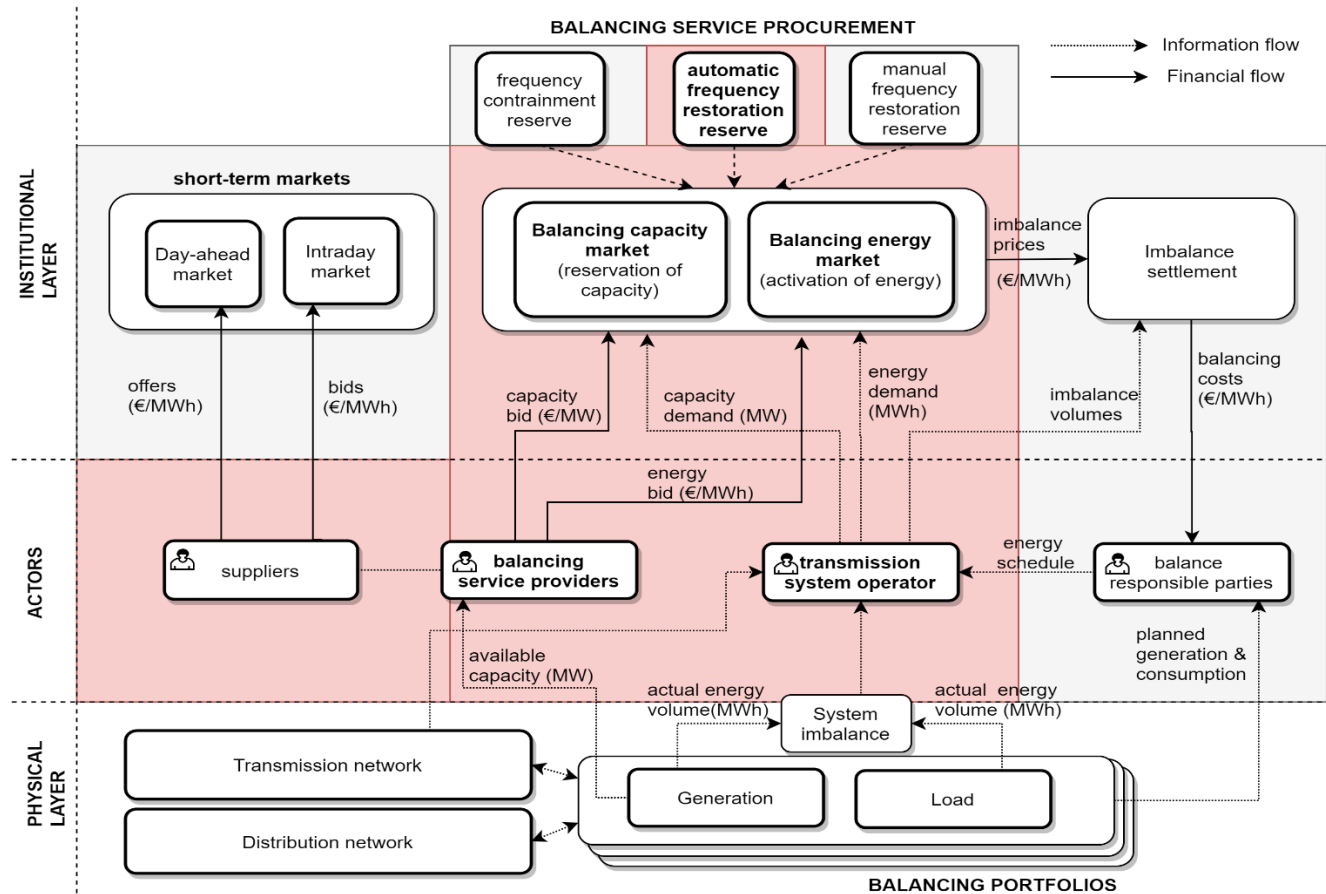 BALANCING SERVICE PROCUREMENT
Information flow
Financial flow
frequency
contrainment
reserve
automatic
frequency
restoration
reserve
manual
frequency
restoration
reserve
INSTITUTIONAL
LAYER
short-term markets
Day-ahead
market
Intraday
market
Balancing capacity
market
(reservation of
capacity)
Balancing energy
market
(activation of energy)
imbalance
prices
(€/MWh)
Imbalance
settlement
offers
(€/MWh)
bids
(€/MWh)
capacity
bid (€/MW)
capacity
demand (MW)
energy
demand
(MWh)
imbalance
volumes
balancing
costs
(€/MWh)
energy
bid (€/MWh)
ACTORS
suppliers
balancing
service providers
transmission
system operator
energy
schedule
balance
responsible parties
available
capacity (MW)
planned
generation &
consumption
actual energy
volume(MWh)
System
imbalance
actual energy
volume (MWh)
PHYSICAL
LAYER
Transmission network
Distribution network
Generation
Load
BALANCING PORTFOLIOS